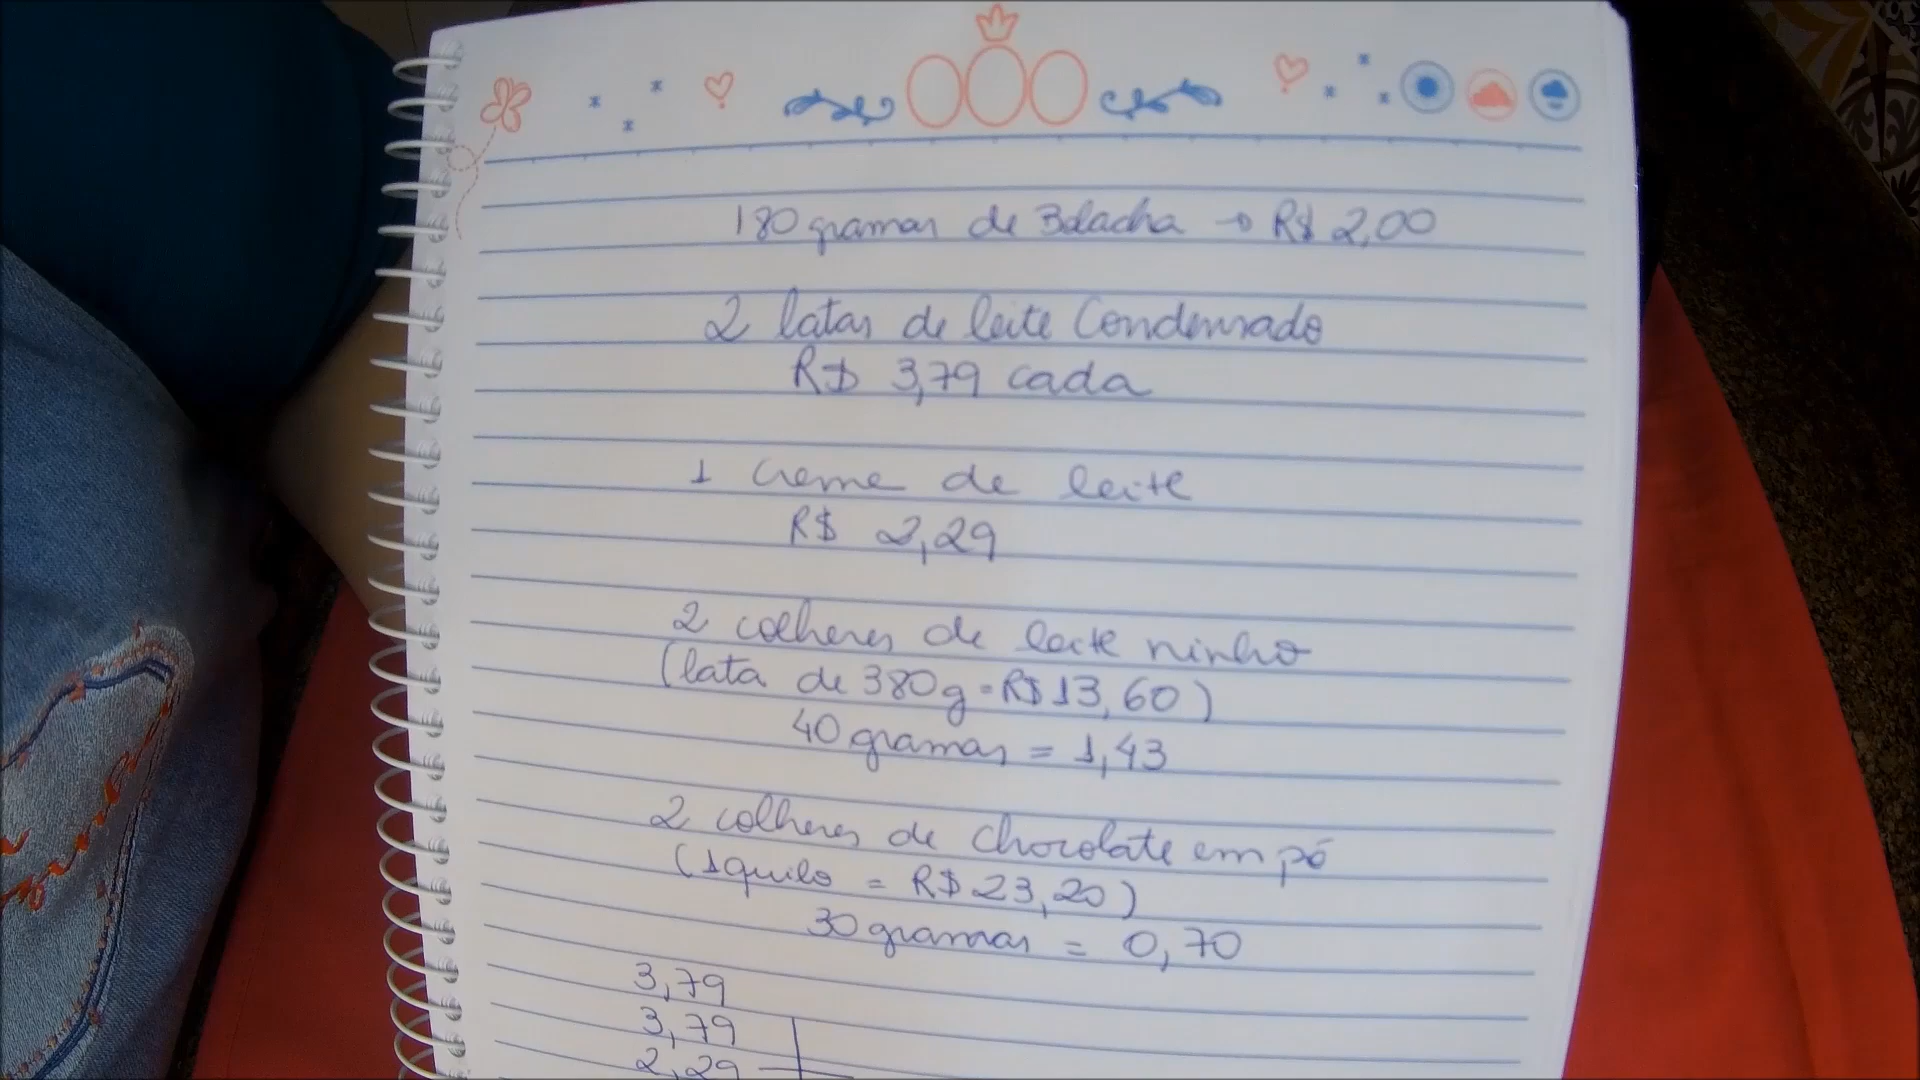 180 gramas de Bolacha → R$ 2,00
2 latas de leite Condensado
R$ 3,79 cada
1 creme de leite
R$ 2,29
2 colheres de leite ninho
(lata de 380g = R$ 13,60)
40 gramas = 1,43
2 colheres de chocolate em pó
(1 quilo = R$ 23,20)
30 gramas = 0,70
3,79
3,79
2,29